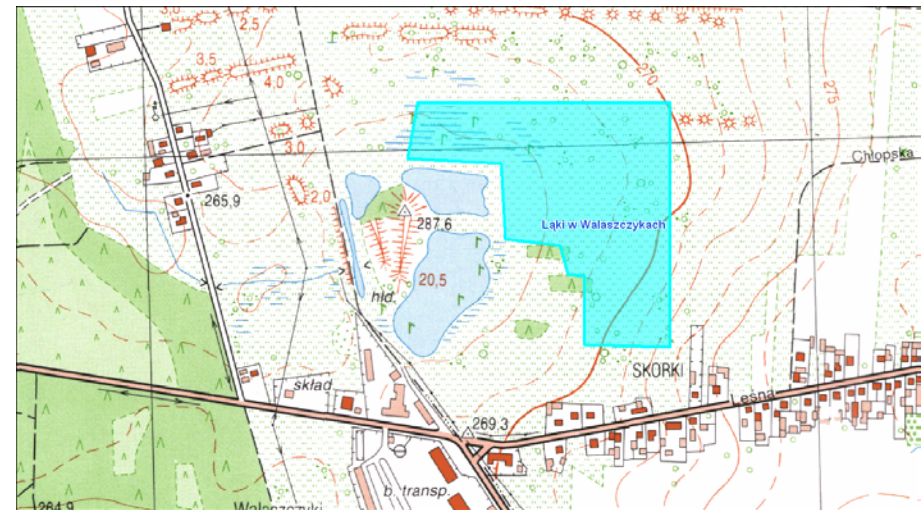 3,0
2,5
3,5
4,0
270
275
3,0
Chłopska
265,9
2,0
287,6
Łąki w Walaszczykach
20,5
hłd.
SKORKI
skład
Leśna
269,3
b. transp.
Walaszczyki
264,9